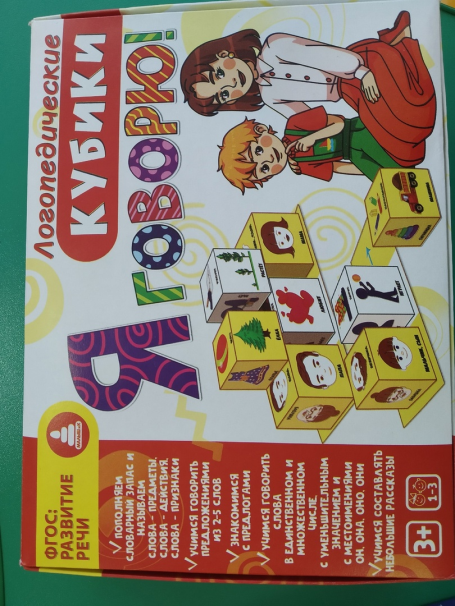 Логопедические
КУБИКИ
Я ГОВОРЮ!
ФГОС:
РАЗВИТИЕ
РЕЧИ
ПОПОЛНЯЕМ
СЛОВАРНЫЙ ЗАПАС И
НАЗЫВАЕМ
СЛОВА - ПРЕДМЕТЫ,
СЛОВА - ДЕЙСТВИЯ,
СЛОВА - ПРИЗНАКИ
УЧИМСЯ ГОВОРИТЬ
ПРЕДЛОЖЕНИЯМИ
ИЗ 2-5 СЛОВ
ЗНАКОМИМСЯ
С ПРЕДЛОГАМИ
УЧИМСЯ ГОВОРИТЬ
СЛОВА
В ЕДИНСТВЕННОМ И
МНОЖЕСТВЕННОМ
ЧИСЛЕ,
С УМЕНЬШИТЕЛЬНЫМ
ЗНАЧЕНИЕМ И
С МЕСТОИМЕНИЯМИ
ОН, ОНА, ОНО, ОНИ
УЧИМСЯ СОСТАВЛЯТЬ
НЕБОЛЬШИЕ РАССКАЗЫ
3+
1-3